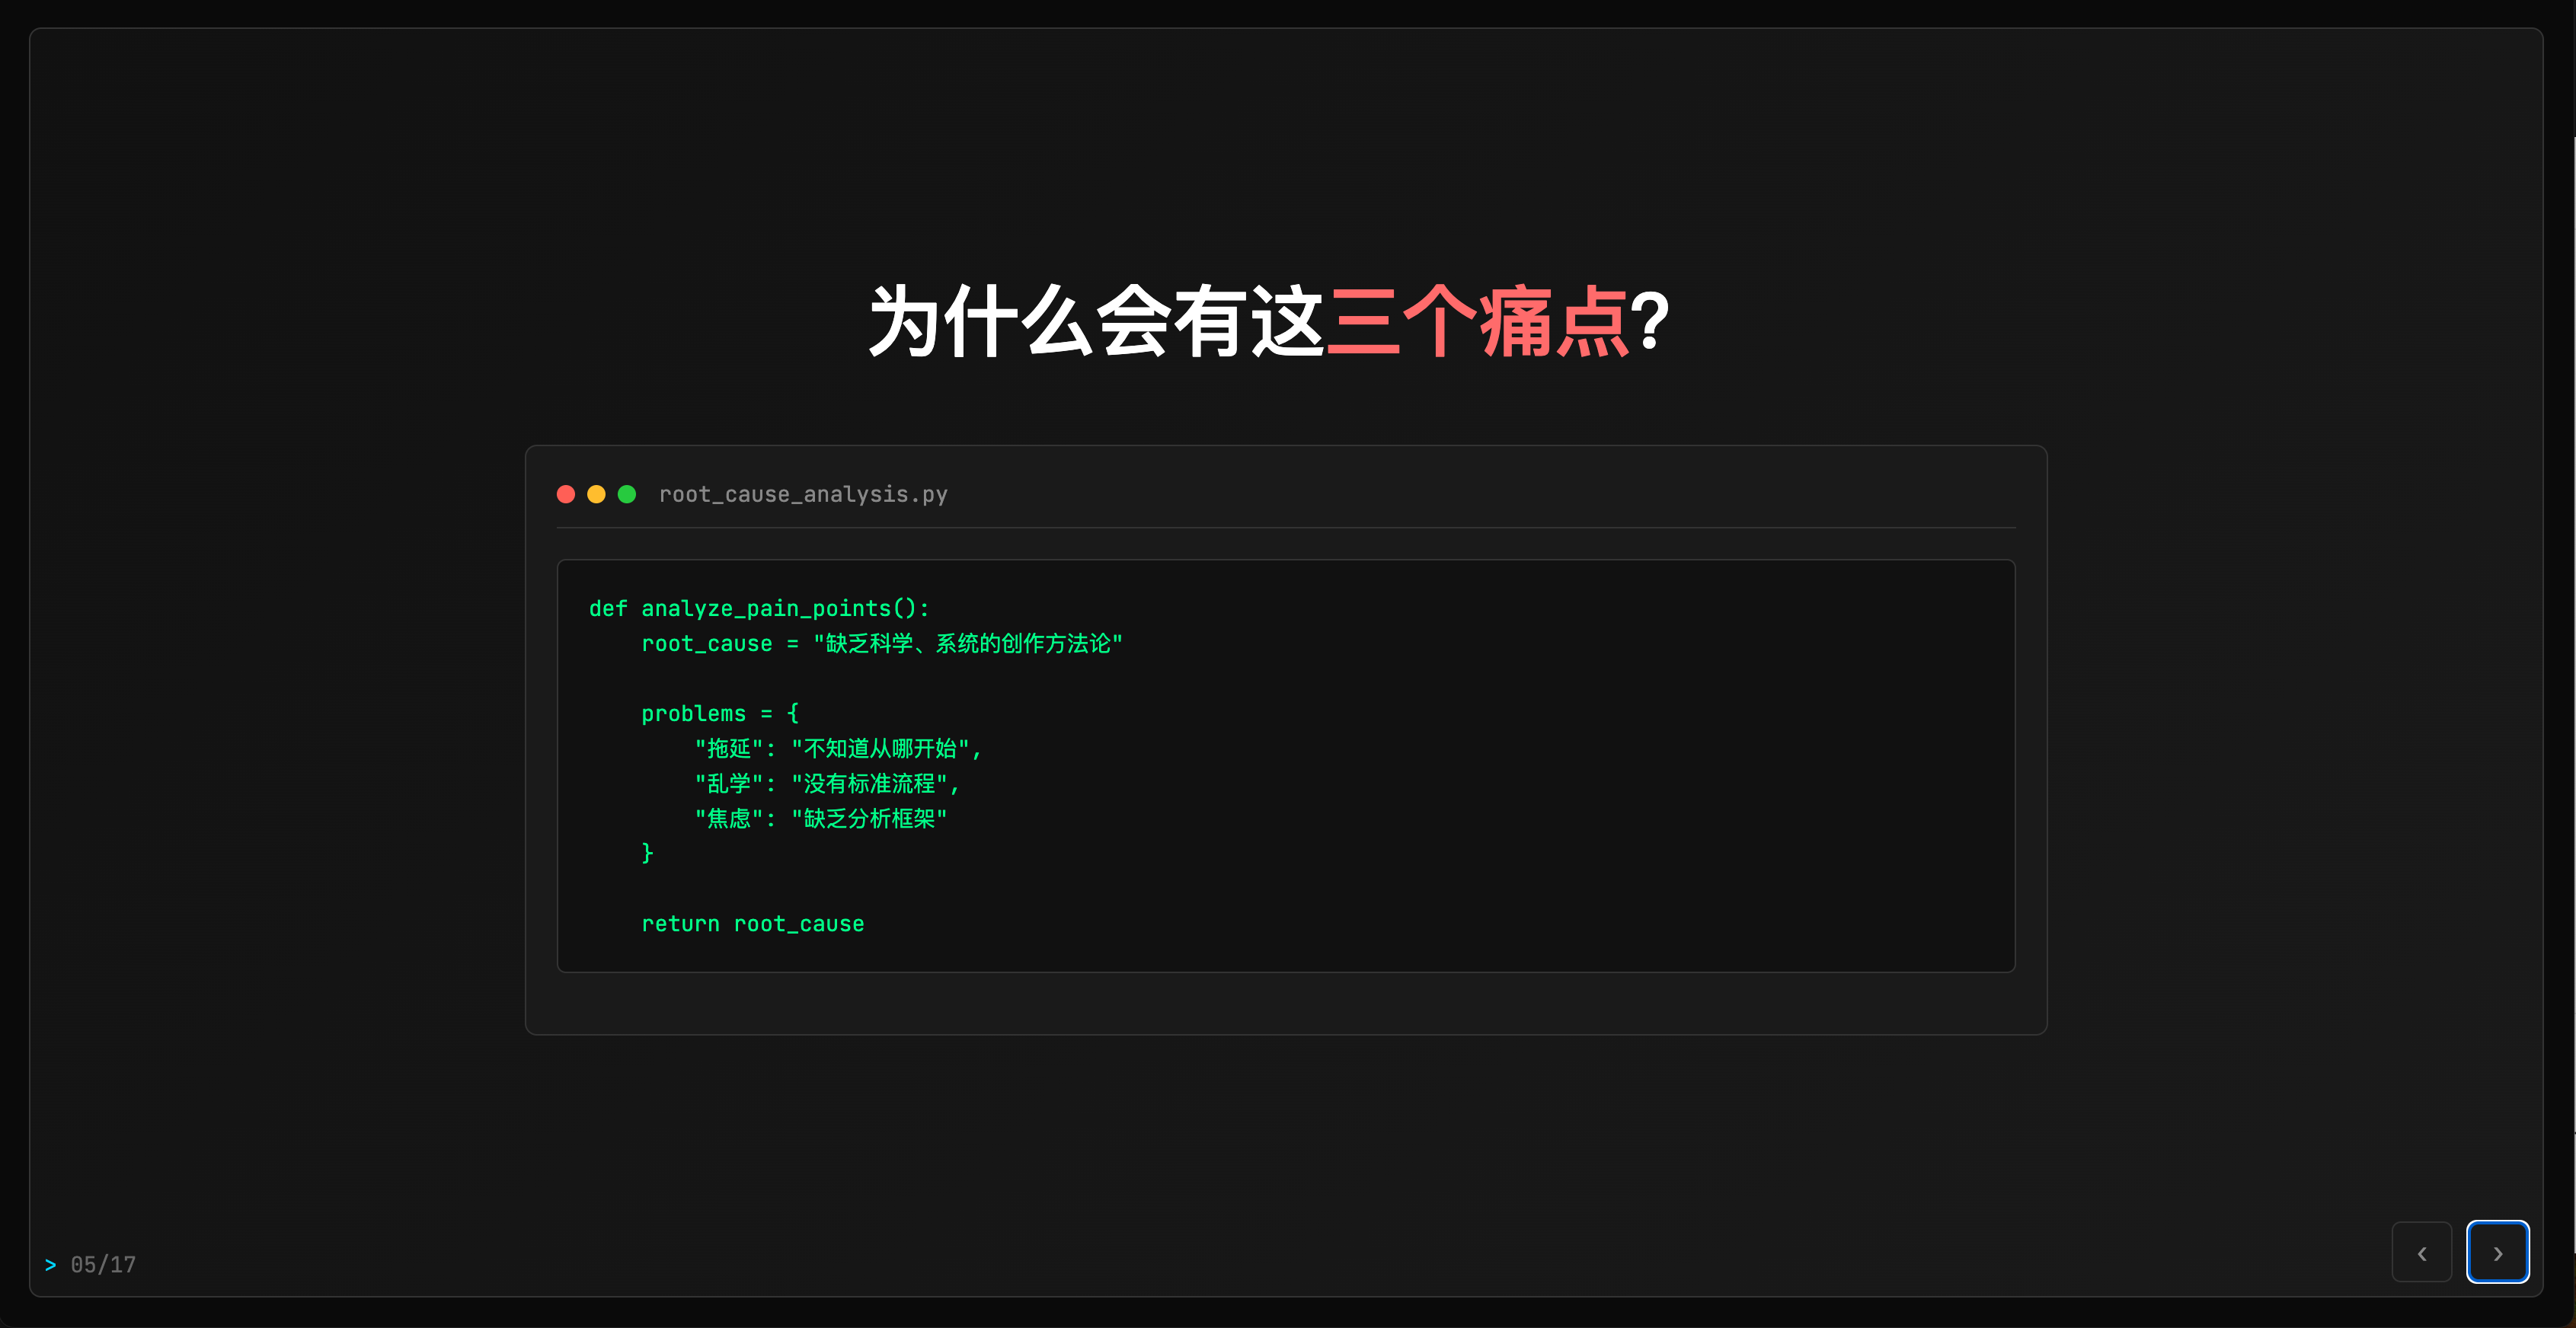 为什么会有这三个痛点?
root_cause_analysis.py
def analyze_pain_points():
    root_cause = "缺乏科学、系统的创作方法论"
    problems = {
        "拖延": "不知道从哪开始",
        "乱学": "没有标准流程",
        "焦虑": "缺乏分析框架"
    }
    return root_cause
> 05/17
‹ ›